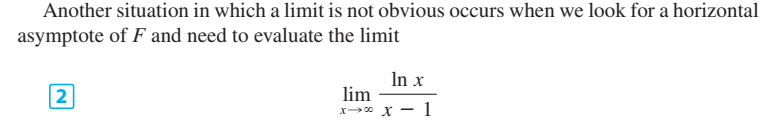 Another situation in which a limit is not obvious occurs when we look for a horizontal
asymptote of F and need to evaluate the limit
2 lim x→∞ ln x / x − 1